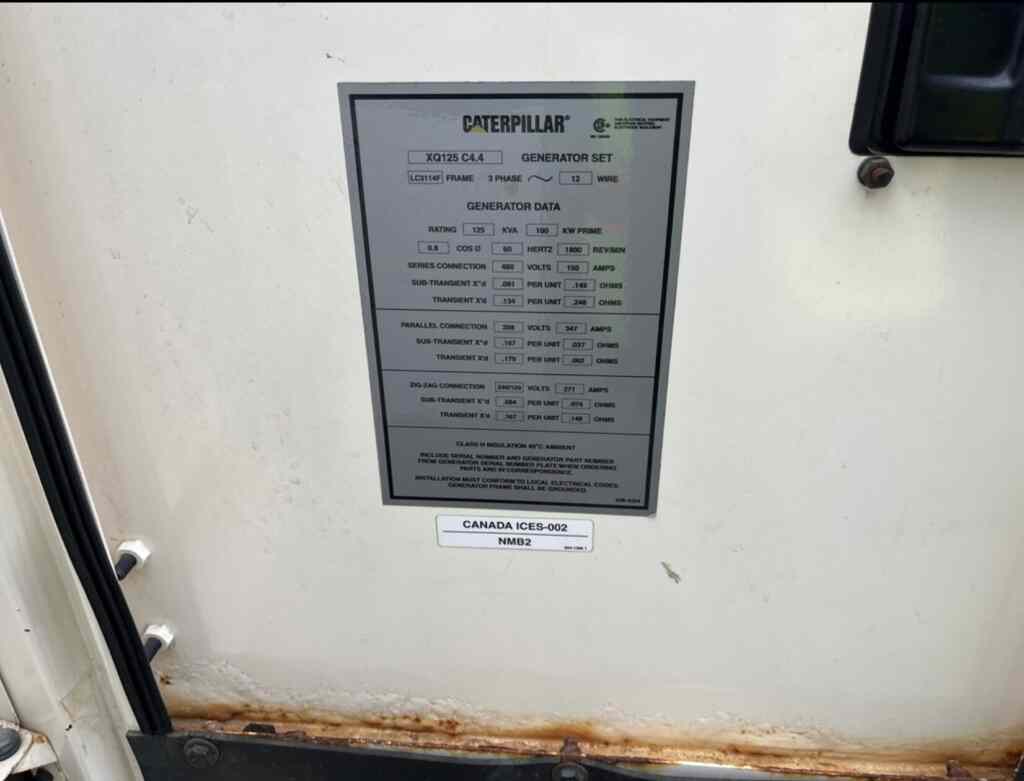 CATERPILLAR®
XQ125 C4.4 GENERATOR SET
LC3114F FRAME 3 PHASE ~ 12 WIRE
GENERATOR DATA
RATING 125 KVA 100 KW PRIME
0.8 COS Ø 60 HERTZ 1800 REV/MIN
SERIES CONNECTION 480 VOLTS 150 AMPS
SUB-TRANSIENT X"d .081 PER UNIT .149 OHMS
TRANSIENT X'd .134 PER UNIT .248 OHMS
PARALLEL CONNECTION 208 VOLTS 347 AMPS
SUB-TRANSIENT X"d .107 PER UNIT .037 OHMS
TRANSIENT X'd .179 PER UNIT OHMS
ZIG-ZAG CONNECTION 240/120 VOLTS 271 AMPS
SUB-TRANSIENT X"d PER UNIT .074 OHMS
TRANSIENT X'd .167 PER UNIT OHMS
CLASS H INSULATION 40°C AMBIENT
INCLUDE SERIAL NUMBER AND GENERATOR PART NUMBER
FROM GENERATOR SERIAL NUMBER PLATE WHEN ORDERING
PARTS AND IN CORRESPONDENCE.
INSTALLATION MUST CONFORM TO LOCAL ELECTRICAL CODES.
GENERATOR FRAME SHALL BE GROUNDED.
CANADA ICES-002
NMB2